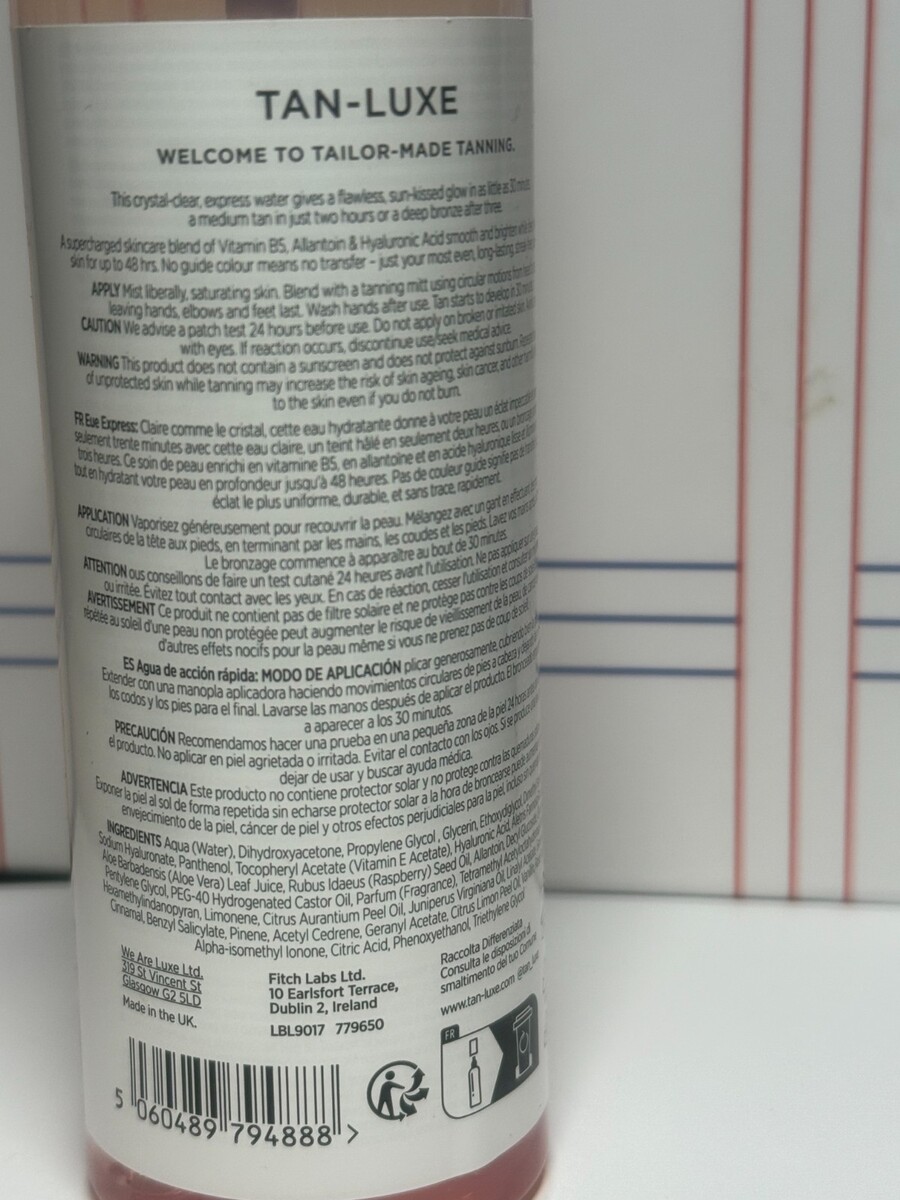 TAN-LUXE
WELCOME TO TAILOR-MADE TANNING.
This crystal-clear, express water gives a flawless, sun-kissed glow in as little as 30
a medium tan in just two hours or a deep bronze after three.
A supercharged skincare blend of Vitamin B5, Allantoin & Hyaluronic Acid smooth and brighten
skin for up to 48 hrs. No guide colour means no transfer – just your most even, long-lasting,
APPLY Mist liberally, saturating skin. Blend with a tanning mitt using circular motions from
leaving hands, elbows and feet last. Wash hands after use. Tan starts to develop in 30
CAUTION We advise a patch test 24 hours before use. Do not apply on broken or irritated skin.
with eyes. If reaction occurs, discontinue use/seek medical advice.
WARNING This product does not contain a sunscreen and does not protect against sunburn.
of unprotected skin while tanning may increase the risk of skin ageing, skin cancer, and other
to the skin even if you do not burn.
FR Eue Express: Claire comme le cristal, cette eau hydratante donne à votre peau un éclat
seulement trente minutes avec cette eau claire, un teint hâlé en seulement deux heures, ou un
trois heures. Ce soin de peau enrichi en vitamine B5, en allantoïne et en acide hyaluronique
tout en hydratant votre peau en profondeur jusqu'à 48 heures. Pas de couleur guide signifie pas de
éclat le plus uniforme, durable, et sans trace, rapidement.
APPLICATION Vaporisez généreusement pour recouvrir la peau. Mélangez avec un gant en effectuant
circulaires de la tête aux pieds, en terminant par les mains, les coudes et les pieds. Lavez vos mains
Le bronzage commence à apparaître au bout de 30 minutes.
ATTENTION ous conseillons de faire un test cutané 24 heures avant l'utilisation. Ne pas appliquer
ou irritée. Évitez tout contact avec les yeux. En cas de réaction, cesser l'utilisation et consulter
AVERTISSEMENT Ce produit ne contient pas de filtre solaire et ne protège pas contre les coups de
répétée au soleil d'une peau non protégée peut augmenter le risque de vieillissement de la peau, de
d'autres effets nocifs pour la peau même si vous ne prenez pas de coup de soleil.
ES Agua de acción rápida: MODO DE APLICACIÓN plicar generosamente, cubriendo
Extender con una manopla aplicadora haciendo movimientos circulares de pies a cabeza y
los codos y los pies para el final. Lavarse las manos después de aplicar el producto. El bronceado
a aparecer a los 30 minutos.
PRECAUCIÓN Recomendamos hacer una prueba en una pequeña zona de la piel 24 horas
el producto. No aplicar en piel agrietada o irritada. Evitar el contacto con los ojos. Si se produce
dejar de usar y buscar ayuda médica.
ADVERTENCIA Este producto no contiene protector solar y no protege contra las
Exponer la piel al sol de forma repetida sin echarse protector solar a la hora de broncearse puede
envejecimiento de la piel, cáncer de piel y otros efectos perjudiciales para la piel, incluso
INGREDIENTS Aqua (Water), Dihydroxyacetone, Propylene Glycol, Glycerin, Ethoxydiglycol,
Sodium Hyaluronate, Panthenol, Tocopheryl Acetate (Vitamin E Acetate), Hyaluronic Acid,
Aloe Barbadensis (Aloe Vera) Leaf Juice, Rubus Idaeus (Raspberry) Seed Oil, Allantoin, Decyl
Pentylene Glycol, PEG-40 Hydrogenated Castor Oil, Parfum (Fragrance), Tetramethyl
Hexamethylindanopyran, Limonene, Citrus Aurantium Peel Oil, Juniperus Virginiana Oil, Linalyl
Cinnamal, Benzyl Salicylate, Pinene, Acetyl Cedrene, Geranyl Acetate, Citrus Limon Peel Oil,
Alpha-isomethyl Ionone, Citric Acid, Phenoxyethanol, Triethylene Glycol
We Are Luxe Ltd.
319 St Vincent St
Glasgow G2 5LD
Made in the UK.
Fitch Labs Ltd.
10 Earlsfort Terrace,
Dublin 2, Ireland
LBL9017 779650
Raccolta Differenziata
Consulta le disposizioni di
smaltimento del tuo Comune
www.tan-luxe.com @tan_luxe
FR
5 060489 794888 >